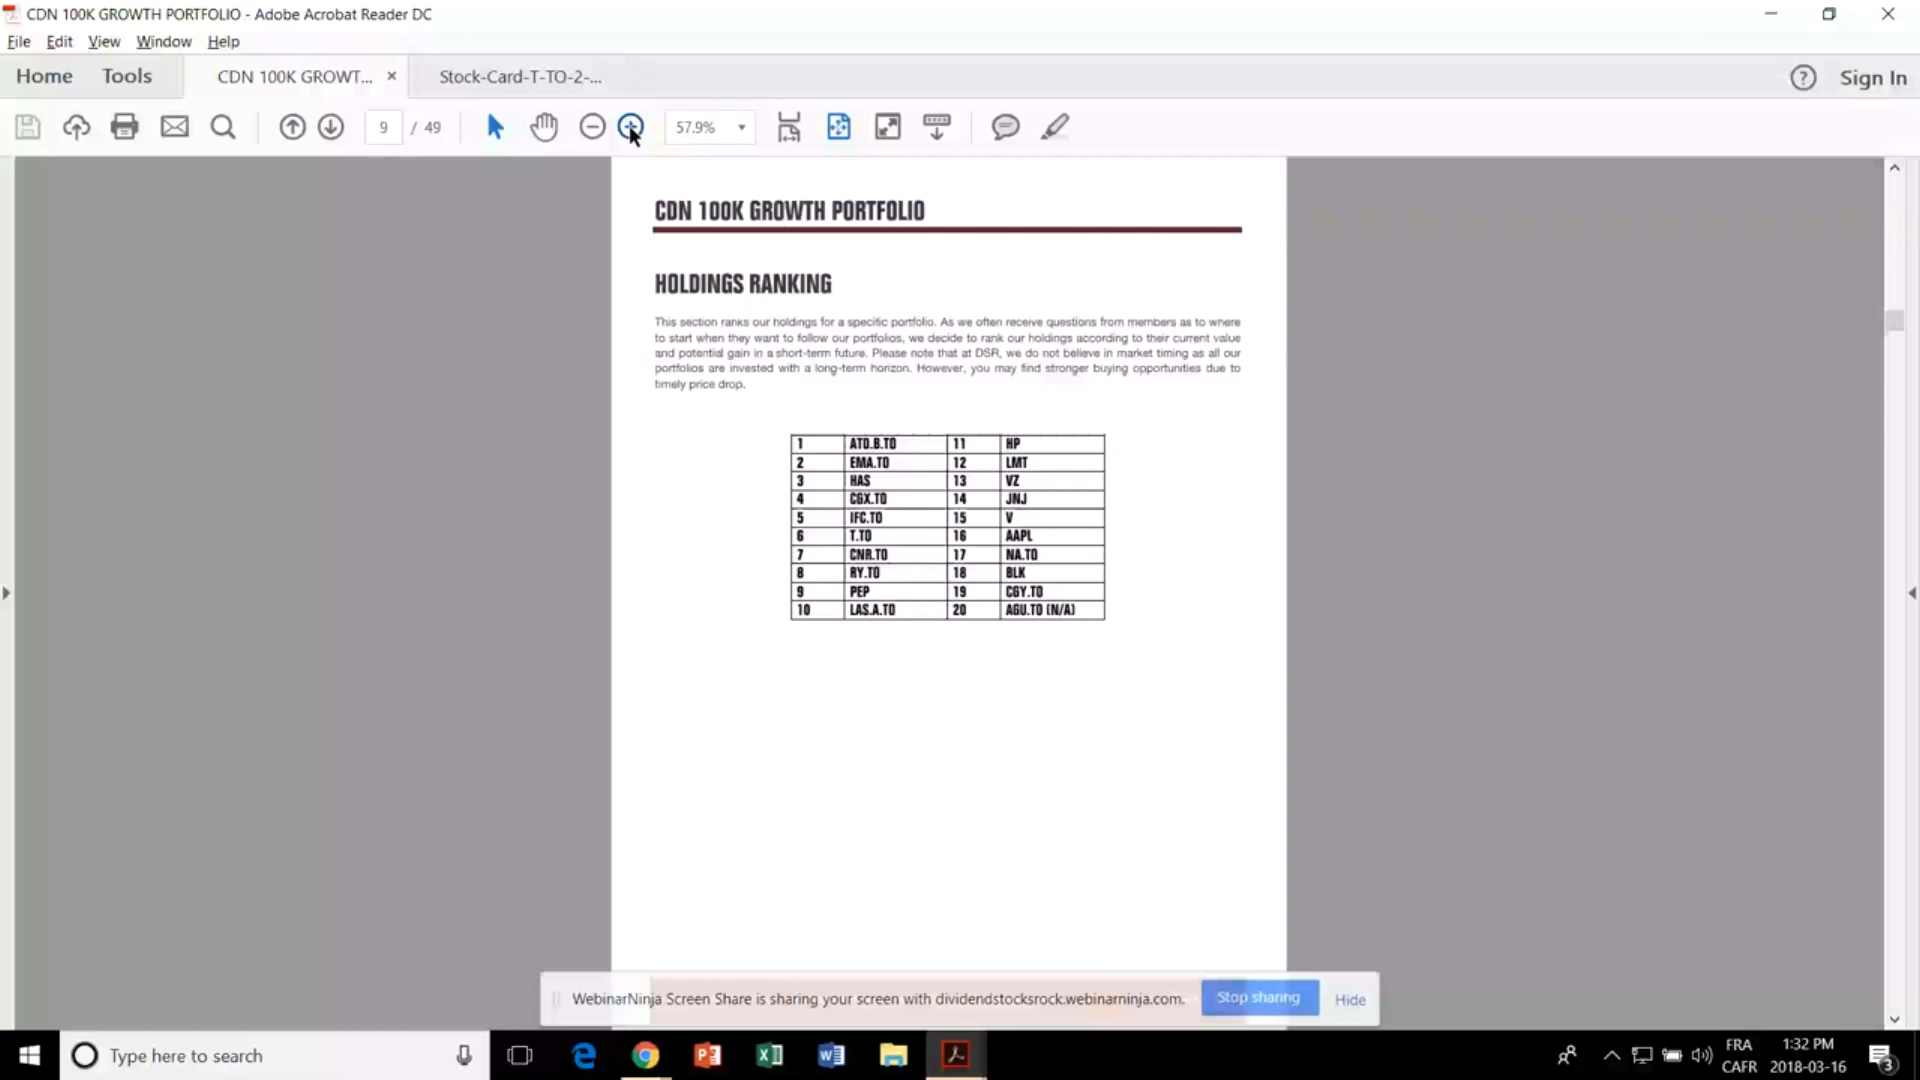 CDN 100K GROWTH PORTFOLIO - Adobe Acrobat Reader DC
File Edit View Window Help
Home Tools CDN 100K GROWT... × Stock-Card-T-TO-2-... Sign In
9 / 49 57.9%
CDN 100K GROWTH PORTFOLIO
HOLDINGS RANKING
This section ranks our holdings for a specific portfolio. As we often receive questions from members as to where
to start when they want to follow our portfolios, we decide to rank our holdings according to their current value
and potential gain in a short-term future. Please note that at DSR, we do not believe in market timing as all our
portfolios are invested with a long-term horizon. However, you may find stronger buying opportunities due to
timely price drop.
1 ATD.B.TO 11 HP
2 EMA.TO 12 LMT
3 HAS 13 VZ
4 CGX.TO 14 JNJ
5 IFC.TO 15 V
6 T.TO 16 AAPL
7 CNR.TO 17 NA.TO
8 RY.TO 18 BLK
9 PEP 19 CGY.TO
10 LAS.A.TO 20 AGU.TO (N/A)
WebinarNinja Screen Share is sharing your screen with dividendstocksrock.webinarninja.com. Stop sharing Hide
Type here to search
FRA 1:32 PM
CAFR 2018-03-16 3